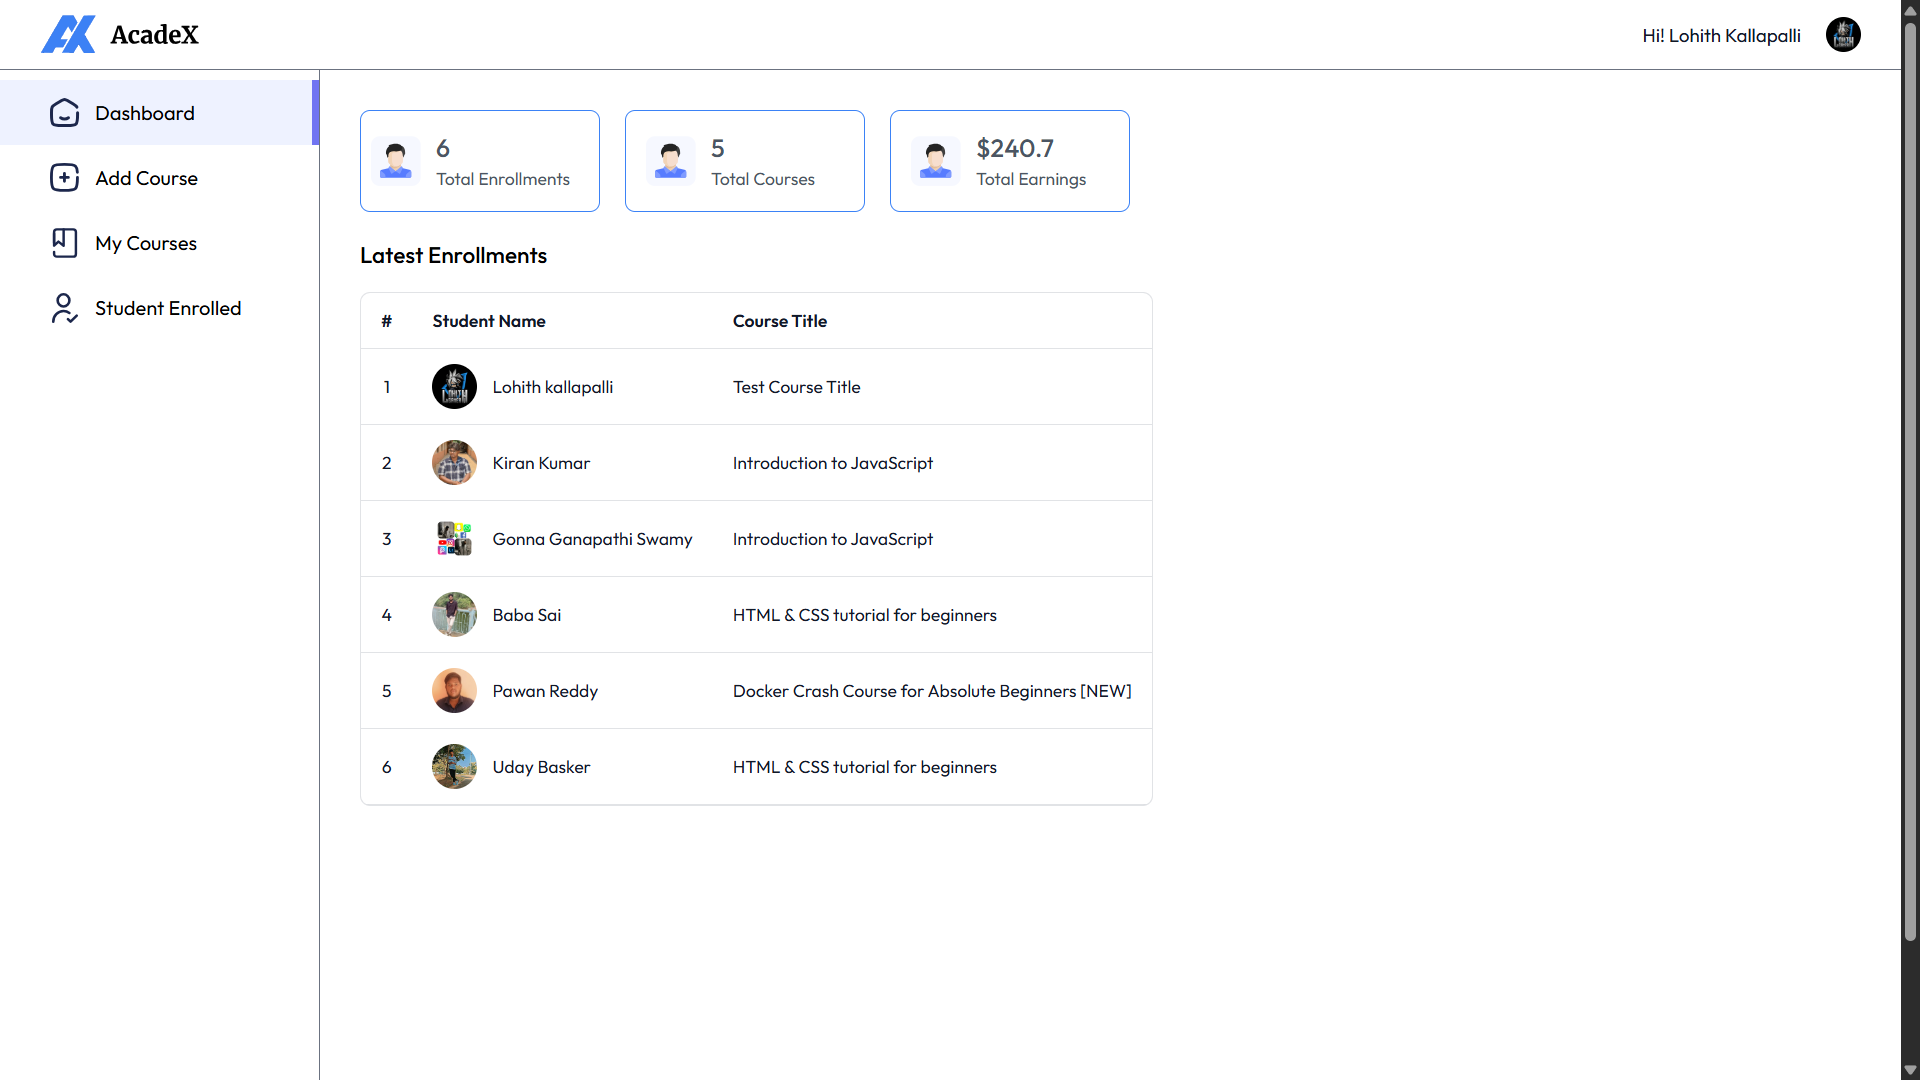 AcadeX
Hi! Lohith Kallapalli
Dashboard
Add Course
My Courses
Student Enrolled
6
Total Enrollments
5
Total Courses
$240.7
Total Earnings
Latest Enrollments
# Student Name Course Title
1 Lohith kallapalli Test Course Title
2 Kiran Kumar Introduction to JavaScript
3 Gonna Ganapathi Swamy Introduction to JavaScript
4 Baba Sai HTML & CSS tutorial for beginners
5 Pawan Reddy Docker Crash Course for Absolute Beginners [NEW]
6 Uday Basker HTML & CSS tutorial for beginners